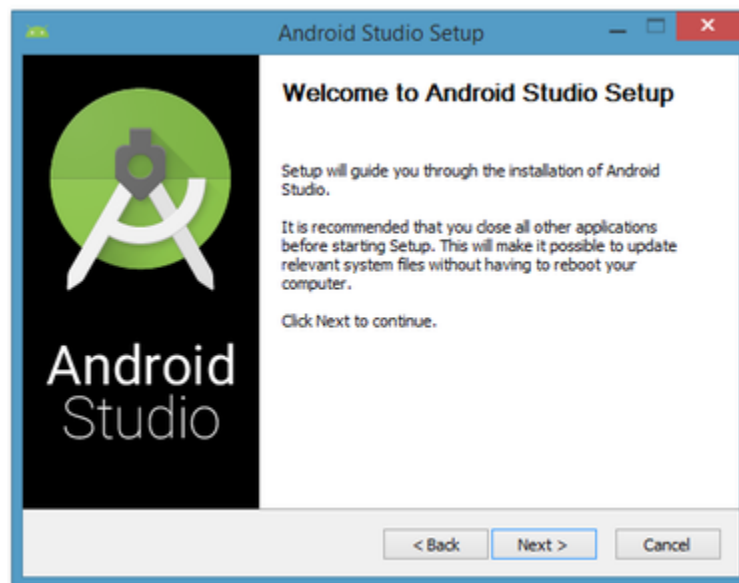 Android Studio Setup
Welcome to Android Studio Setup
Setup will guide you through the installation of Android
Studio.
It is recommended that you close all other applications
before starting Setup. This will make it possible to update
relevant system files without having to reboot your
computer.
Click Next to continue.
Android
Studio
< Back
Next >
Cancel